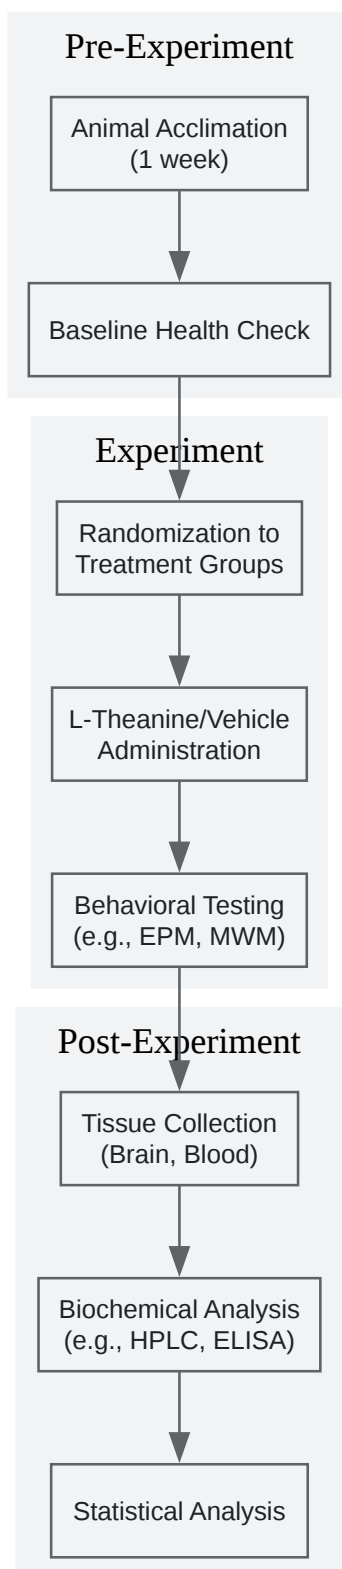 Pre-Experiment
Animal Acclimation
(1 week)
Baseline Health Check
Experiment
Randomization to
Treatment Groups
L-Theanine/Vehicle
Administration
Behavioral Testing
(e.g., EPM, MWM)
Post-Experiment
Tissue Collection
(Brain, Blood)
Biochemical Analysis
(e.g., HPLC, ELISA)
Statistical Analysis